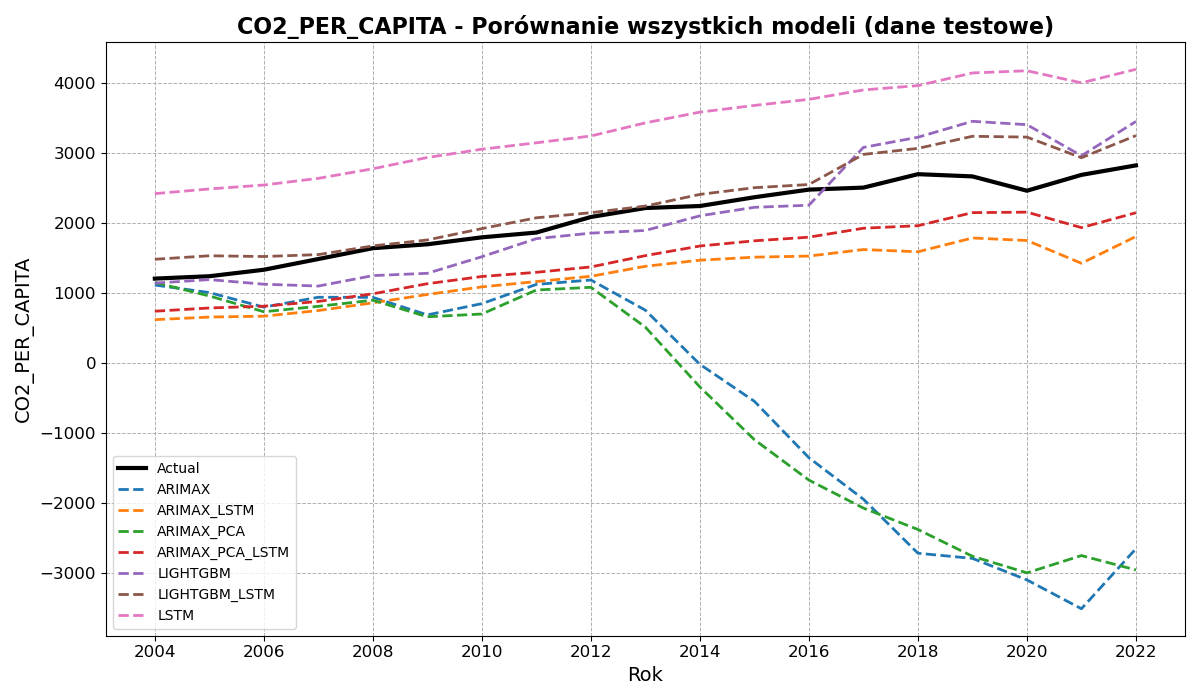 CO2_PER_CAPITA - Porównanie wszystkich modeli (dane testowe)
CO2_PER_CAPITA
4000
3000
2000
1000
0
−1000
−2000
−3000
Actual
ARIMAX
ARIMAX_LSTM
ARIMAX_PCA
ARIMAX_PCA_LSTM
LIGHTGBM
LIGHTGBM_LSTM
LSTM
2004 2006 2008 2010 2012 2014 2016 2018 2020 2022
Rok